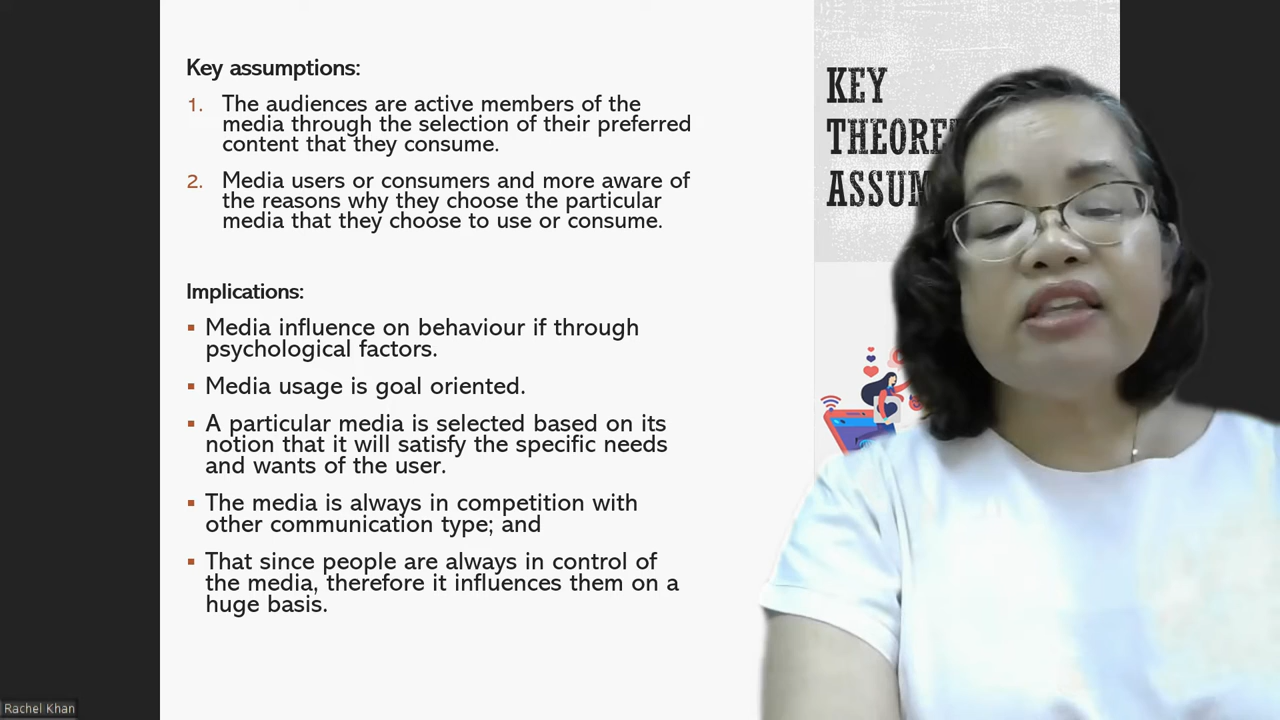 Key assumptions:
1. The audiences are active members of the
media through the selection of their preferred
content that they consume.
2. Media users or consumers and more aware of
the reasons why they choose the particular
media that they choose to use or consume.
Implications:
▪ Media influence on behaviour if through
psychological factors.
▪ Media usage is goal oriented.
▪ A particular media is selected based on its
notion that it will satisfy the specific needs
and wants of the user.
▪ The media is always in competition with
other communication type; and
▪ That since people are always in control of
the media, therefore it influences them on a
huge basis.
KEY
Rachel Khan